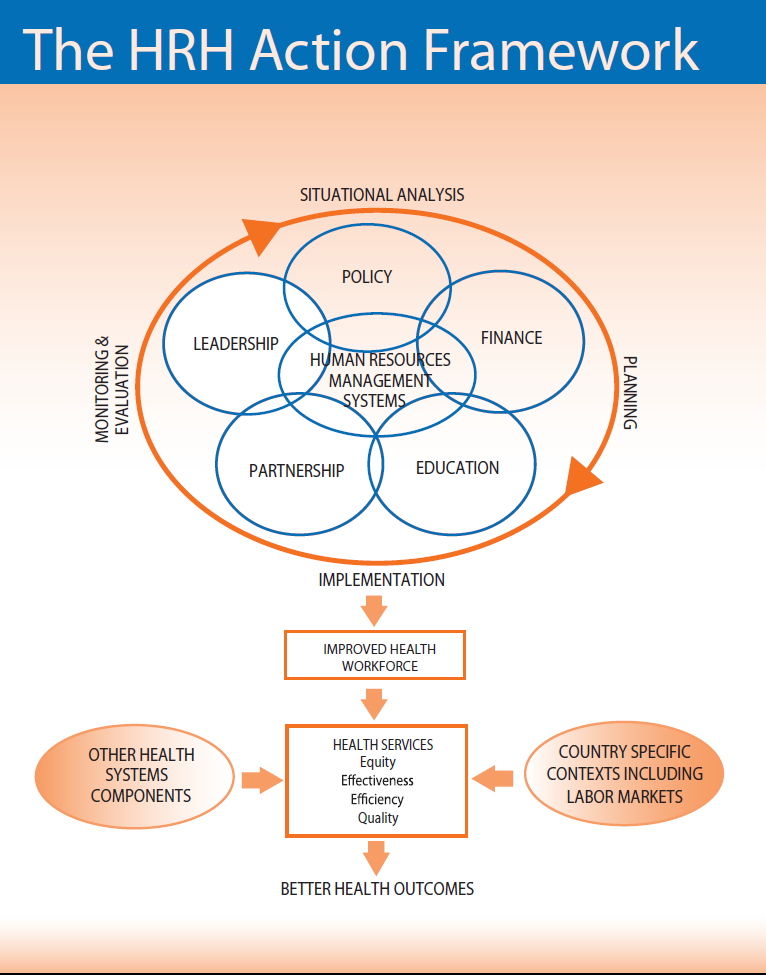 The HRH Action Framework
SITUATIONAL ANALYSIS
POLICY
LEADERSHIP
FINANCE
HUMAN RESOURCES
MANAGEMENT
SYSTEMS
PARTNERSHIP
EDUCATION
MONITORING &
EVALUATION
PLANNING
IMPLEMENTATION
IMPROVED HEALTH
WORKFORCE
OTHER HEALTH
SYSTEMS
COMPONENTS
HEALTH SERVICES
Equity
Effectiveness
Efficiency
Quality
COUNTRY SPECIFIC
CONTEXTS INCLUDING
LABOR MARKETS
BETTER HEALTH OUTCOMES